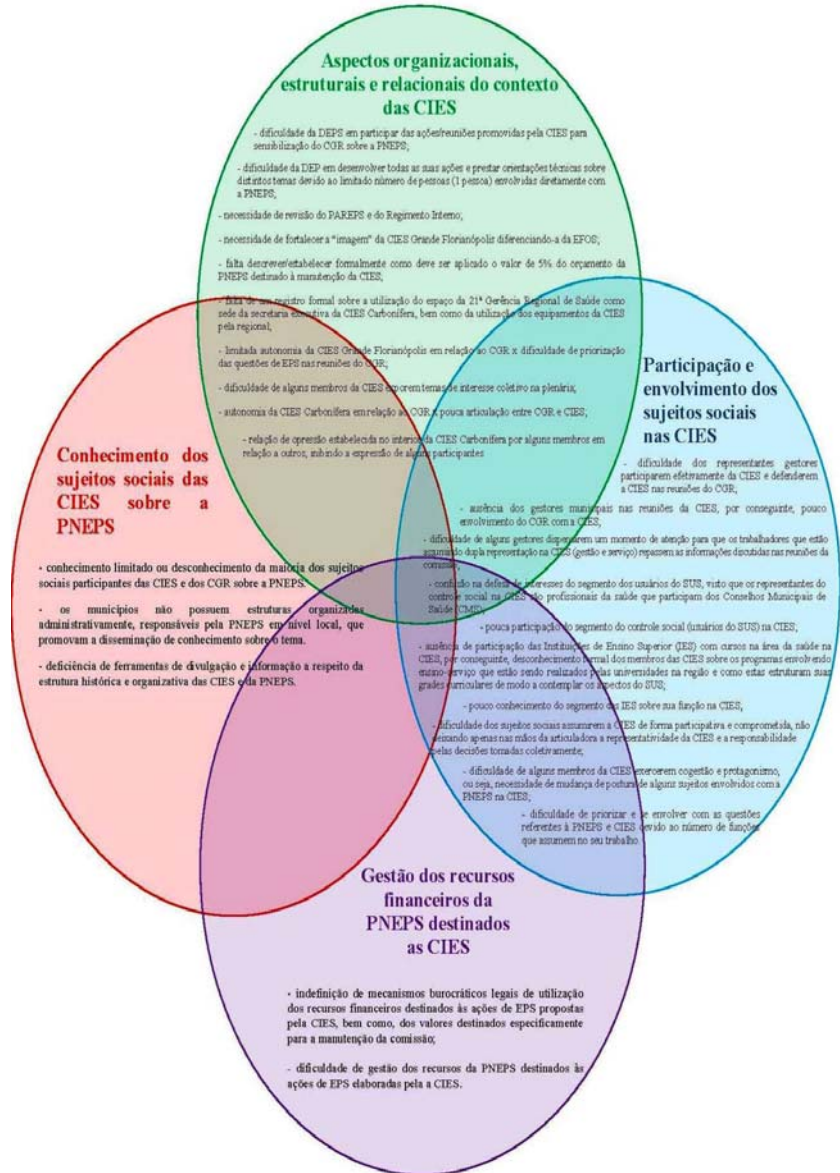 Aspectos organizacionais,
estruturais e relacionais do contexto
das CIES
- dificuldade da DEPS em participar das ações/reuniões promovidas pela CIES para
sensibilização do CGR sobre a PNEPS;
- dificuldade da DEP em desenvolver todas as suas ações e prestar orientações técnicas sobre
distintos temas devido ao limitado número de pessoas (1 pessoa) envolvidas diretamente com
a PNEPS;
- necessidade de revisão do PAREPS e do Regimento Interno;
- necessidade de fortalecer a "imagem" da CIES Grande Florianópolis diferenciando-a da EFOS;
- falta descrever/estabelecer formalmente como deve ser aplicado o valor de 5% do orçamento da
PNEPS destinado à manutenção da CIES;
- falta de um registro formal sobre a utilização do espaço da 21ª Gerência Regional de Saúde como
sede da secretaria executiva da CIES Carbonífera, bem como da utilização dos equipamentos da CIES
pela regional;
- limitada autonomia da CIES Grande Florianópolis em relação ao CGR x dificuldade de priorização
das questões de EPS nas reuniões do CGR;
- dificuldade de alguns membros da CIES exporem temas de interesse coletivo na plenária;
- autonomia da CIES Carbonífera em relação ao CGR x pouca articulação entre CGR e CIES;
- relação de opressão estabelecida no interior da CIES Carbonífera por alguns membros em
relação a outros, inibindo a expressão de alguns participantes
Participação e
envolvimento dos
sujeitos sociais
nas CIES
- dificuldade dos representantes gestores
participarem efetivamente da CIES e defenderem
a CIES nas reuniões do CGR;
- ausência dos gestores municipais nas reuniões da CIES, por conseguinte, pouco
envolvimento do CGR com a CIES;
- dificuldade de alguns gestores dispensarem um momento de atenção para que os trabalhadores que estão
assumindo dupla representação na CIES (gestão e serviço) repassem as informações discutidas nas reuniões da
comissão;
- confusão na defesa de interesses do segmento dos usuários do SUS, visto que os representantes do
controle social na CIES são profissionais da saúde que participam dos Conselhos Municipais de
Saúde (CMS);
- pouca participação do segmento do controle social (usuários do SUS) na CIES;
- ausência de participação das Instituições de Ensino Superior (IES) com cursos na área da saúde na
CIES, por conseguinte, desconhecimento formal dos membros das CIES sobre os programas envolvendo
ensino-serviço que estão sendo realizados pelas universidades na região e como estas estruturam suas
grades curriculares de modo a contemplar os aspectos do SUS;
- pouco conhecimento do segmento das IES sobre sua função na CIES;
- dificuldade dos sujeitos sociais assumirem a CIES de forma participativa e comprometida, não
deixando apenas nas mãos da articuladora a representatividade da CIES e a responsabilidade
pelas decisões tomadas coletivamente;
- dificuldade de alguns membros da CIES exercerem cogestão e protagonismo,
ou seja, necessidade de mudança de postura de alguns sujeitos envolvidos com a
PNEPS na CIES;
- dificuldade de priorizar e se envolver com as questões
referentes à PNEPS e CIES devido ao número de funções
que assumem no seu trabalho.
Conhecimento dos
sujeitos sociais das
CIES sobre a
PNEPS
- conhecimento limitado ou desconhecimento da maioria dos sujeitos
sociais participantes das CIES e dos CGR sobre a PNEPS.
- os municípios não possuem estruturas organizadas
administrativamente, responsáveis pela PNEPS em nível local, que
promovam a disseminação de conhecimento sobre o tema.
- deficiência de ferramentas de divulgação e informação a respeito da
estrutura histórica e organizativa das CIES e da PNEPS.
Gestão dos recursos
financeiros da
PNEPS destinados
as CIES
- indefinição de mecanismos burocráticos legais de utilização
dos recursos financeiros destinados às ações de EPS propostas
pela CIES, bem como, dos valores destinados especificamente
para a manutenção da comissão;
- dificuldade de gestão dos recursos da PNEPS destinados às
ações de EPS elaboradas pela a CIES.